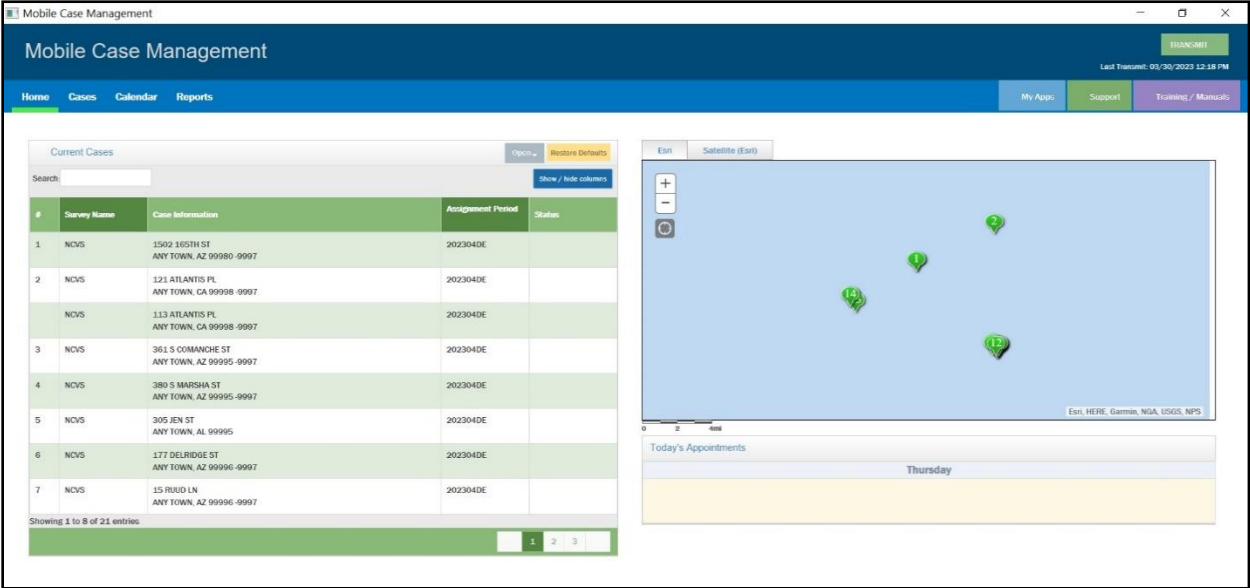 Mobile Case Management
Mobile Case Management
TRANSMIT
Last Transmit: 03/30/2023 12:18 PM
Home Cases Calendar Reports
My Apps Support Training / Manuals
Current Cases
Open
Restore Defaults
Search
Show / hide columns
# Survey Name Case Information Assignment Period Status
1 NCVS 1502 165TH ST 202304DE
ANY TOWN, AZ 99980-9997
2 NCVS 121 ATLANTIS PL 202304DE
ANY TOWN, CA 99998-9997
NCVS 113 ATLANTIS PL 202304DE
ANY TOWN, CA 99998-9997
3 NCVS 361 S COMANCHE ST 202304DE
ANY TOWN, AZ 99995-9997
4 NCVS 380 S MARSHA ST 202304DE
ANY TOWN, AZ 99995-9997
5 NCVS 305 JEN ST 202304DE
ANY TOWN, AL 99995
6 NCVS 177 DELRIDGE ST 202304DE
ANY TOWN, AZ 99996-9997
7 NCVS 15 RUUD LN 202304DE
ANY TOWN, AZ 99996-9997
Showing 1 to 8 of 21 entries
1 2 3
Esri Satellite (Esri)
+
−
2
1
14
12
Esri, HERE, Garmin, NGA, USGS, NPS
0 2 4mi
Today's Appointments
Thursday